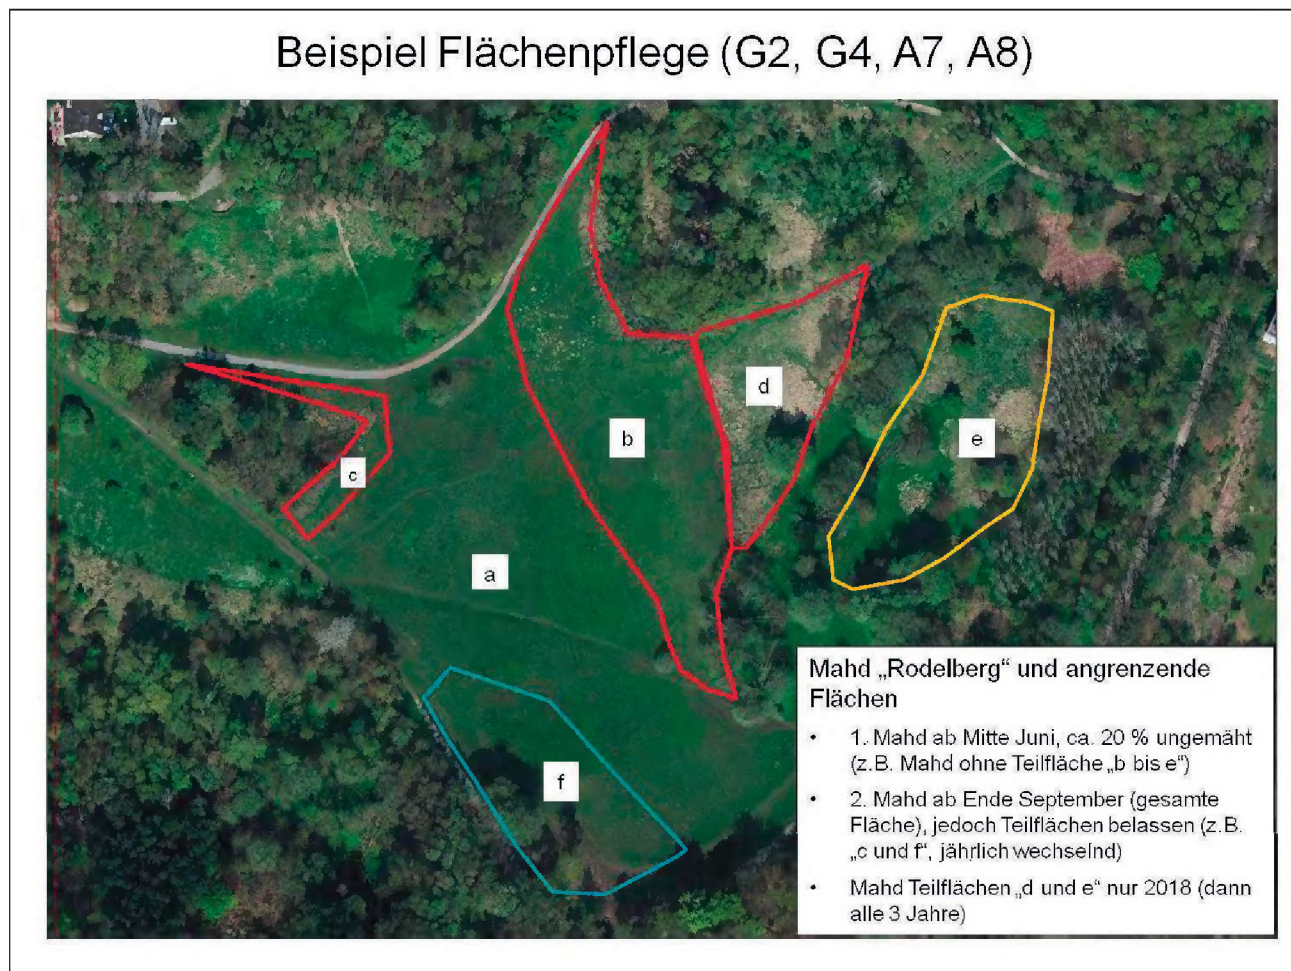 Beispiel Flächenpflege (G2, G4, A7, A8)
d
b
e
c
a
f
Mahd „Rodelberg“ und angrenzende
Flächen
• 1. Mahd ab Mitte Juni, ca. 20 % ungemäht
(z.B. Mahd ohne Teilfläche „b bis e“)
• 2. Mahd ab Ende September (gesamte
Fläche), jedoch Teilflächen belassen (z.B.
„c und f“, jährlich wechselnd)
• Mahd Teilflächen „d und e“ nur 2018 (dann
alle 3 Jahre)